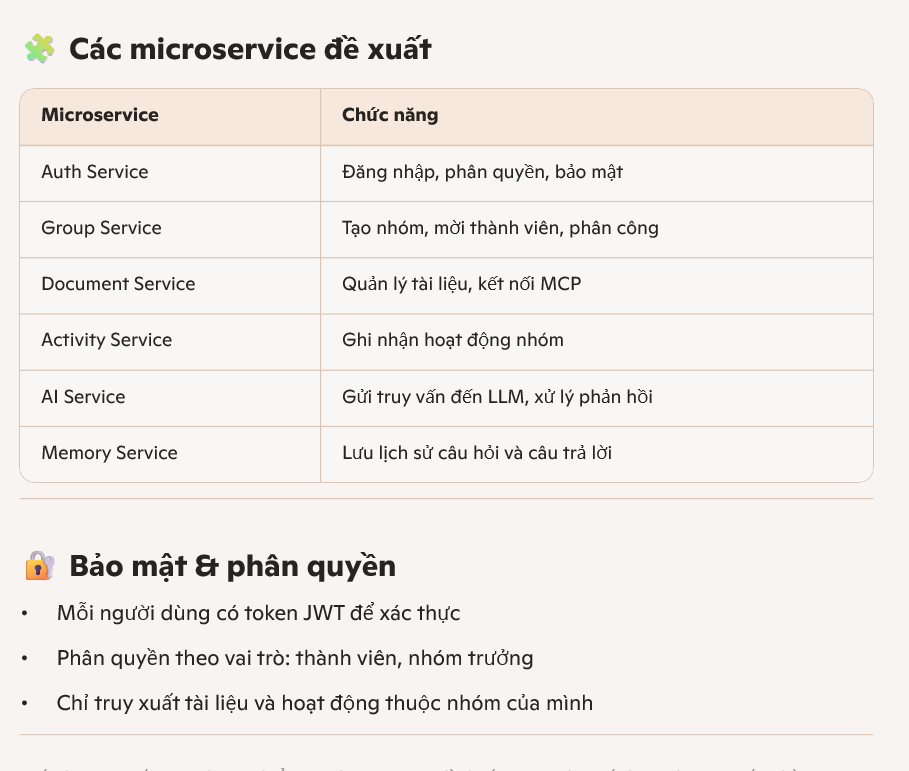 Các microservice đề xuất
Microservice Chức năng
Auth Service Đăng nhập, phân quyền, bảo mật
Group Service Tạo nhóm, mời thành viên, phân công
Document Service Quản lý tài liệu, kết nối MCP
Activity Service Ghi nhận hoạt động nhóm
AI Service Gửi truy vấn đến LLM, xử lý phản hồi
Memory Service Lưu lịch sử câu hỏi và câu trả lời
Bảo mật & phân quyền
• Mỗi người dùng có token JWT để xác thực
• Phân quyền theo vai trò: thành viên, nhóm trưởng
• Chỉ truy xuất tài liệu và hoạt động thuộc nhóm của mình